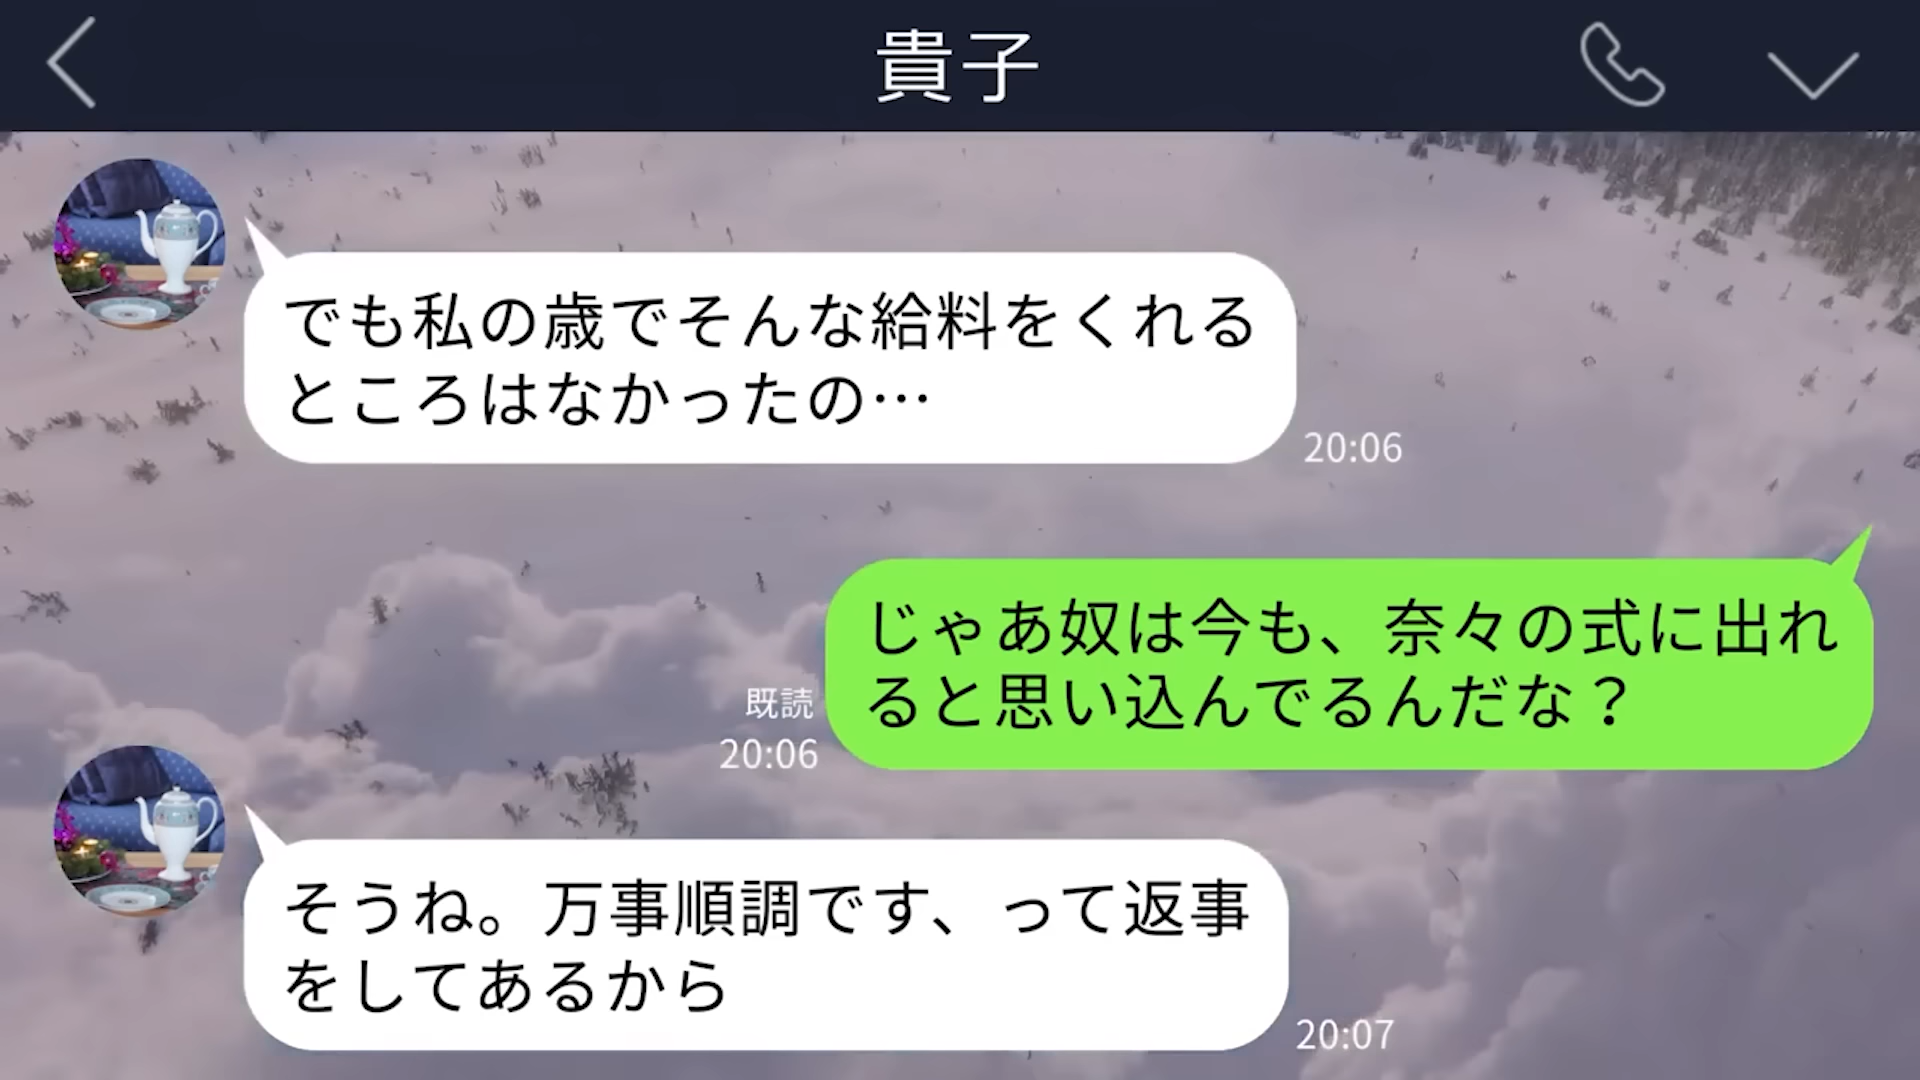 貴子
でも私の歳でそんな給料をくれる
ところはなかったの…
20:06
じゃあ奴は今も、奈々の式に出れ
ると思い込んでるんだな？
既読
20:06
そうね。万事順調です、って返事
をしてあるから
20:07